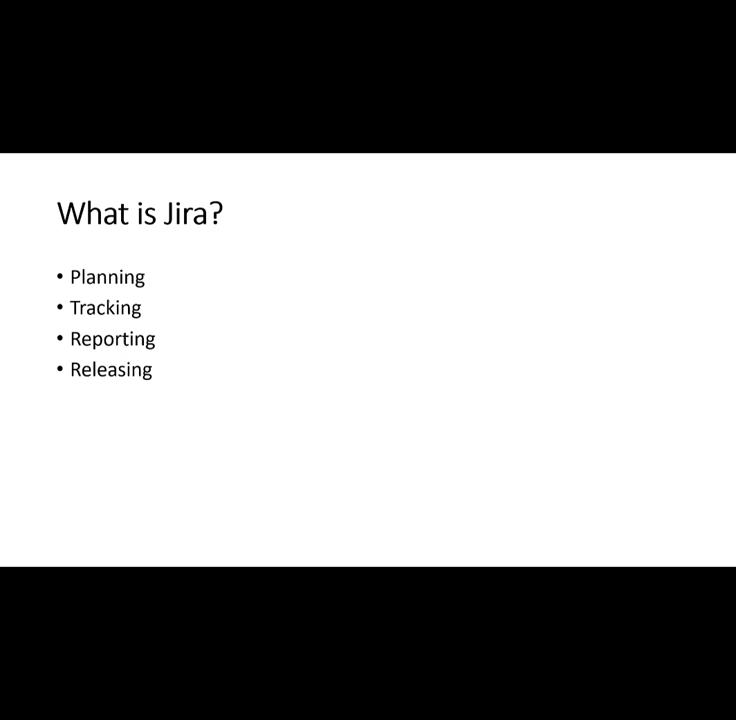 What is Jira?
• Planning
• Tracking
• Reporting
• Releasing